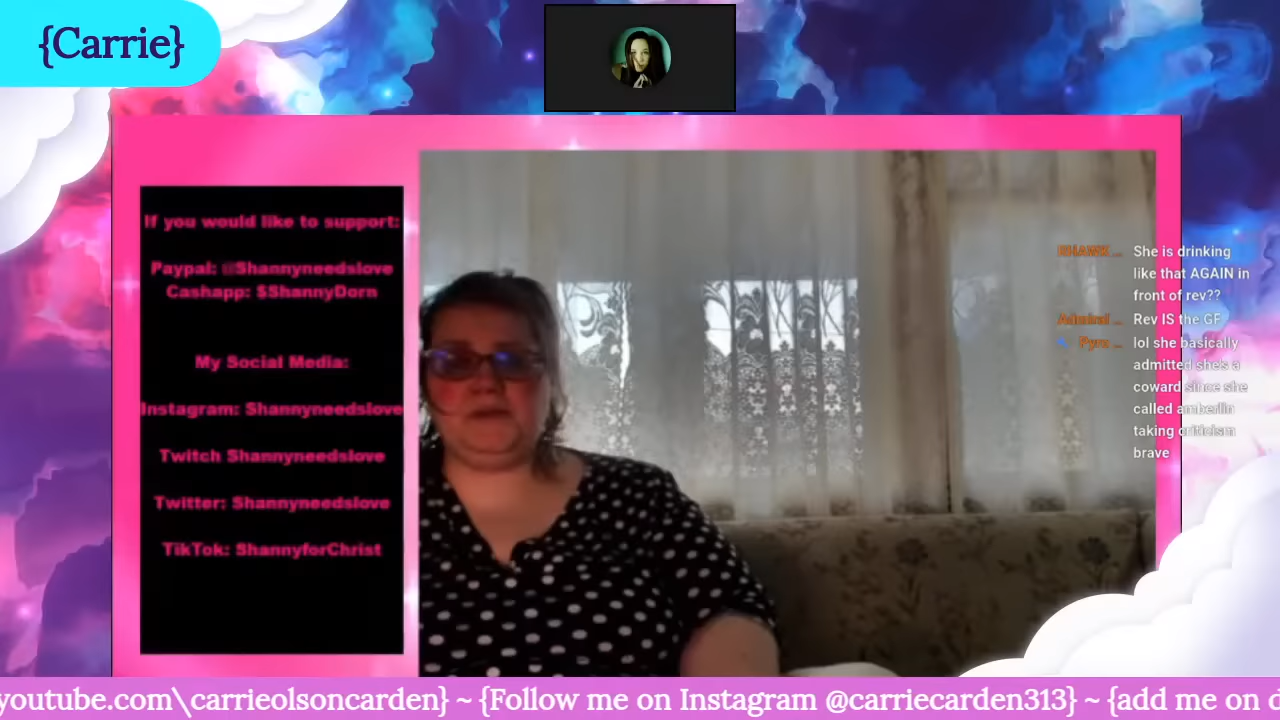 {Carrie}
If you would like to support:
Paypal: @Shannyneedslove
Cashapp: $ShannyDorn
My Social Media:
Instagram: Shannyneedslove
Twitch Shannyneedslove
Twitter: Shannyneedslove
TikTok: ShannyforChrist
She is drinking
like that AGAIN in
front of rev??
Admiral ...
Rev IS the GF
Pyro ...
lol she basically
admitted she's a
coward since she
called amberlin
taking criticism
brave
youtube.com\carrieolsoncarden} ~ {Follow me on Instagram @carriecarden313} ~ {add me on d